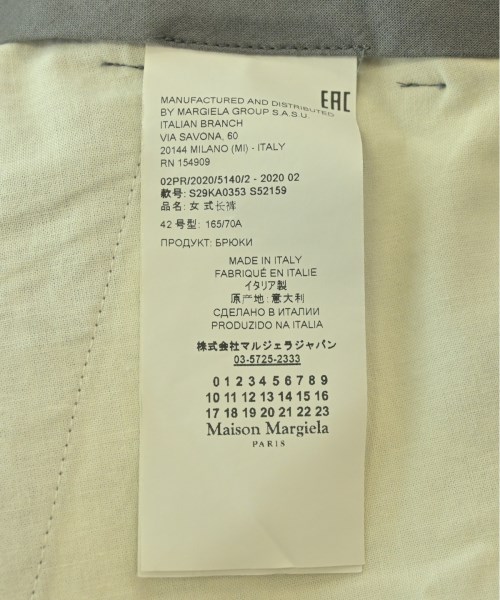 EAC
MANUFACTURED AND DISTRIBUTED
BY MARGIELA GROUP S.A.S.U.
ITALIAN BRANCH
VIA SAVONA, 60
20144 MILANO (MI) - ITALY
RN 154909
02PR/2020/5140/2 - 2020 02
款号: S29KA0353 S52159
品名: 女式长裤
42 号型: 165/70A
ПРОДУКТ: БРЮКИ
MADE IN ITALY
FABRIQUÉ EN ITALIE
イタリア製
原产地: 意大利
СДЕЛАНО В ИТАЛИИ
PRODUZIDO NA ITALIA
株式会社マルジェラジャパン
03-5725-2333
0 1 2 3 4 5 6 7 8 9
10 11 12 13 14 15 16
17 18 19 20 21 22 23
Maison Margiela
PARIS